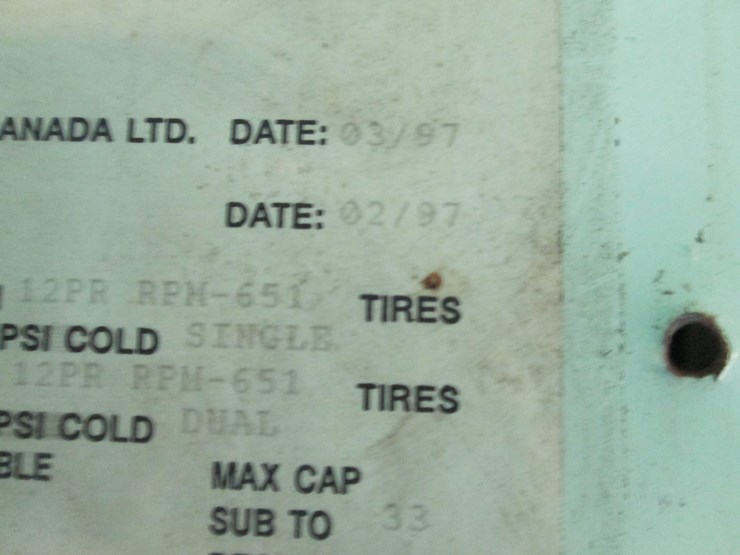 ANADA LTD. DATE: 03/97
DATE: 02/97
12PR RPM-651 TIRES
PSI COLD SINGLE
12PR RPM-651 TIRES
PSI COLD DUAL
BLE MAX CAP
SUB TO 33